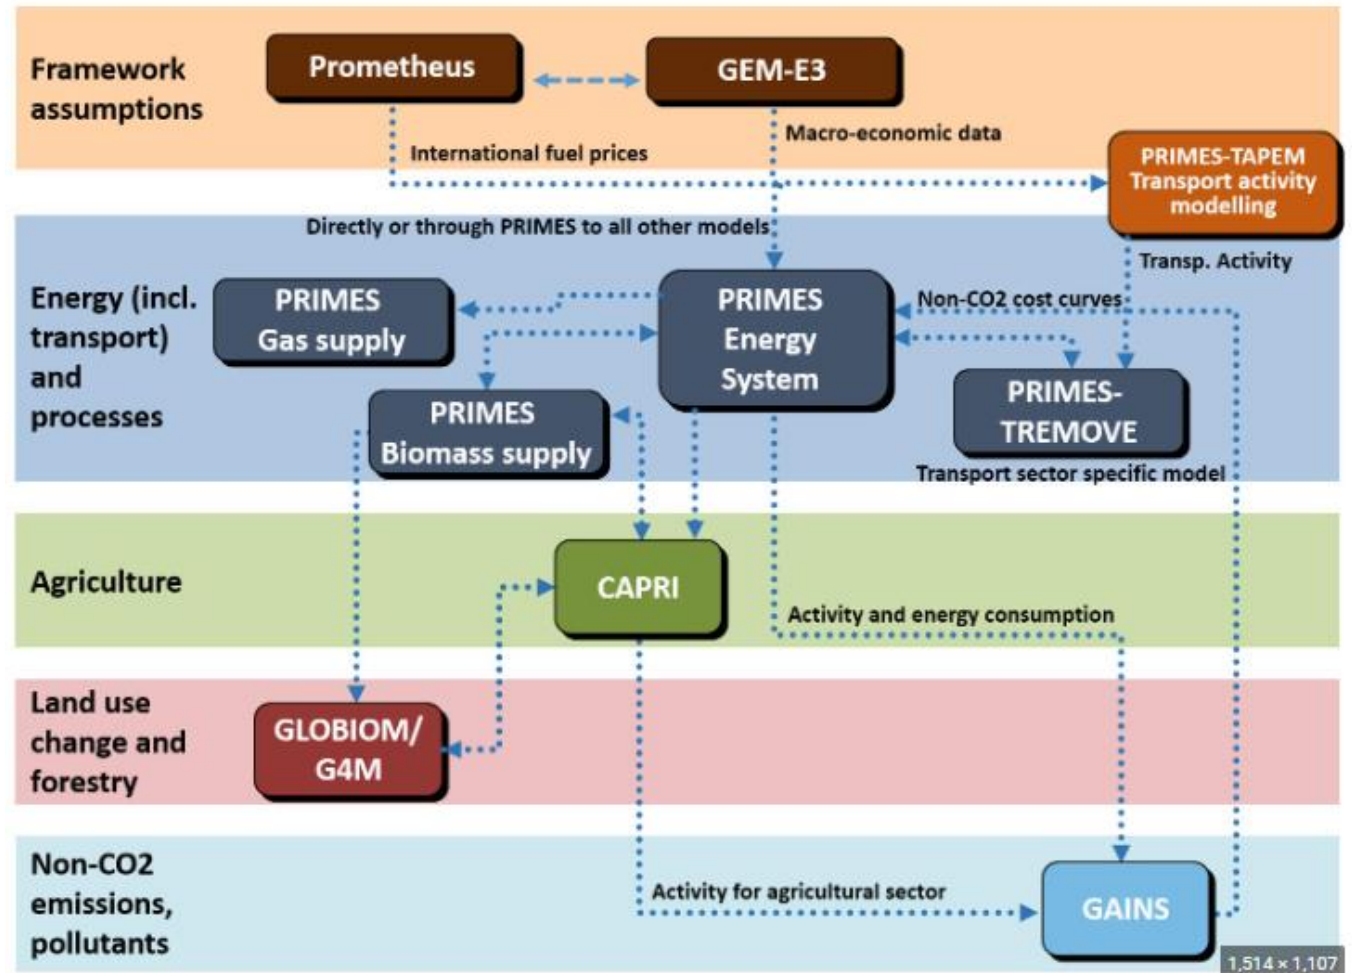 Framework
assumptions
Prometheus
GEM-E3
Macro-economic data
International fuel prices
PRIMES-TAPEM
Transport activity
modelling
Directly or through PRIMES to all other models
Transp. Activity
Energy (incl.
transport)
and
processes
PRIMES
Gas supply
PRIMES
Energy
System
Non-CO2 cost curves
PRIMES
Biomass supply
PRIMES-
TREMOVE
Transport sector specific model
Agriculture
CAPRI
Activity and energy consumption
Land use
change and
forestry
GLOBIOM/
G4M
Non-CO2
emissions,
pollutants
Activity for agricultural sector
GAINS
1,514 × 1,107